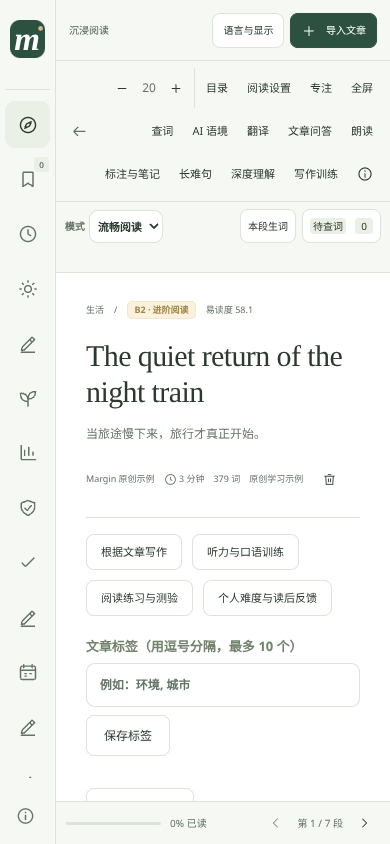 m
沉浸阅读
语言与显示
+ 导入文章
− 20 +
目录
阅读设置
专注
全屏
0
查词
AI 语境
翻译
文章问答
朗读
标注与笔记
长难句
深度理解
写作训练
模式
流畅阅读
本段生词
待查词 0
生活 / B2 · 进阶阅读 易读度 58.1
The quiet return of the
night train
当旅途慢下来，旅行才真正开始。
Margin 原创示例 3 分钟 379 词 原创学习示例
根据文章写作
听力与口语训练
阅读练习与测验
个人难度与读后反馈
文章标签（用逗号分隔，最多 10 个）
例如：环境, 城市
保存标签
0% 已读
第 1 / 7 段